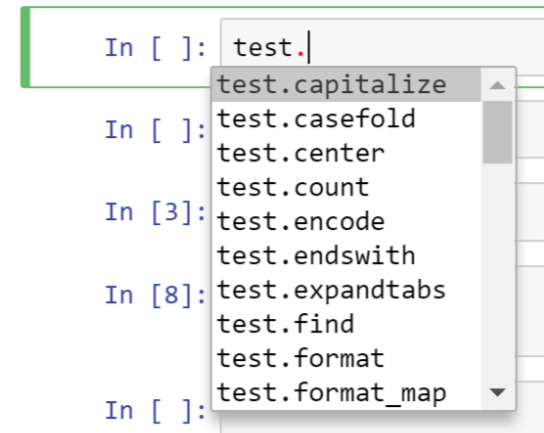 In [ ]: test.
test.capitalize
In [ ]: test.casefold
test.center
test.count
In [3]: test.encode
test.endswith
In [8]: test.expandtabs
test.find
test.format
test.format_map
In [ ]: